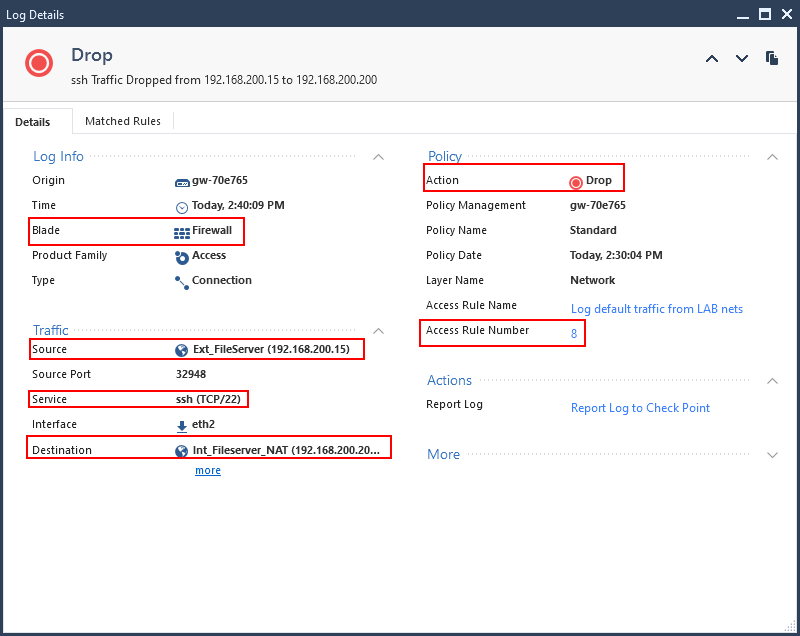 Log Details
Drop
ssh Traffic Dropped from 192.168.200.15 to 192.168.200.200
Details
Matched Rules
Log Info
Origin gw-70e765
Time Today, 2:40:09 PM
Blade Firewall
Product Family Access
Type Connection
Traffic
Source Ext_FileServer (192.168.200.15)
Source Port 32948
Service ssh (TCP/22)
Interface eth2
Destination Int_Fileserver_NAT (192.168.200.20...
more
Policy
Action Drop
Policy Management gw-70e765
Policy Name Standard
Policy Date Today, 2:30:04 PM
Layer Name Network
Access Rule Name Log default traffic from LAB nets
Access Rule Number 8
Actions
Report Log Report Log to Check Point
More